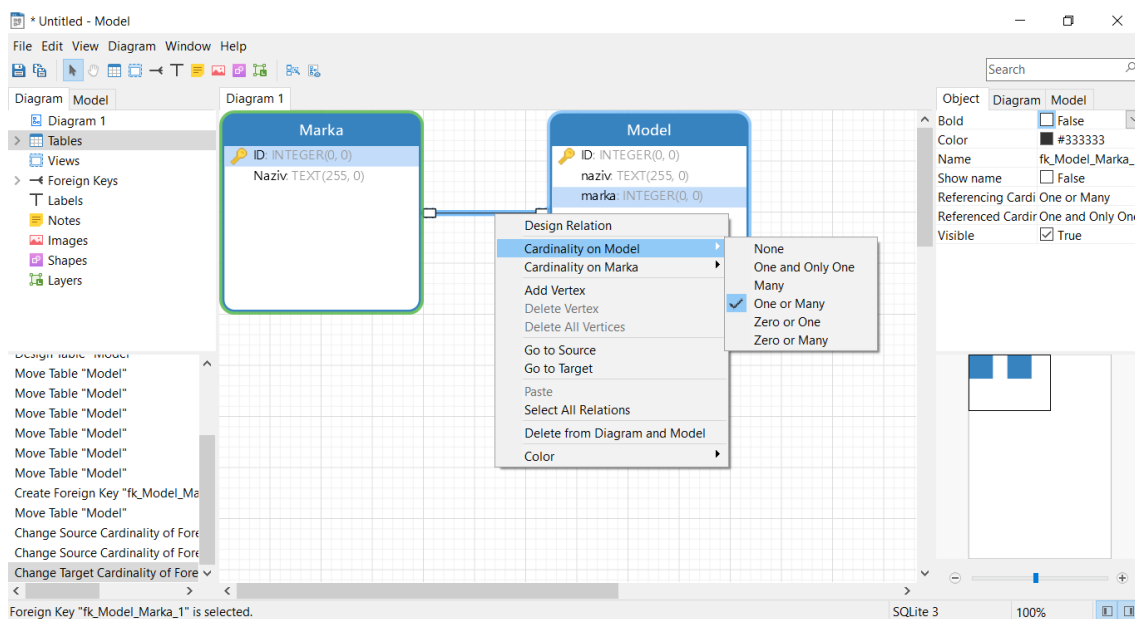 * Untitled - Model
File Edit View Diagram Window Help
Search
Diagram Model
Diagram 1
Tables
Views
Foreign Keys
Labels
Notes
Images
Shapes
Layers
Design Table "Model"
Move Table "Model"
Move Table "Model"
Move Table "Model"
Move Table "Model"
Move Table "Model"
Move Table "Model"
Create Foreign Key "fk_Model_Ma
Move Table "Model"
Change Source Cardinality of Fore
Change Source Cardinality of Fore
Change Target Cardinality of Fore
Diagram 1
Marka
ID: INTEGER(0, 0)
Naziv: TEXT(255, 0)
Model
ID: INTEGER(0, 0)
naziv: TEXT(255, 0)
marka: INTEGER(0, 0)
Design Relation
Cardinality on Model
Cardinality on Marka
Add Vertex
Delete Vertex
Delete All Vertices
Go to Source
Go to Target
Paste
Select All Relations
Delete from Diagram and Model
Color
None
One and Only One
Many
One or Many
Zero or One
Zero or Many
Object Diagram Model
Bold False
Color #333333
Name fk_Model_Marka_
Show name False
Referencing Cardi One or Many
Referenced Cardir One and Only One
Visible True
Foreign Key "fk_Model_Marka_1" is selected.
SQLite 3
100%